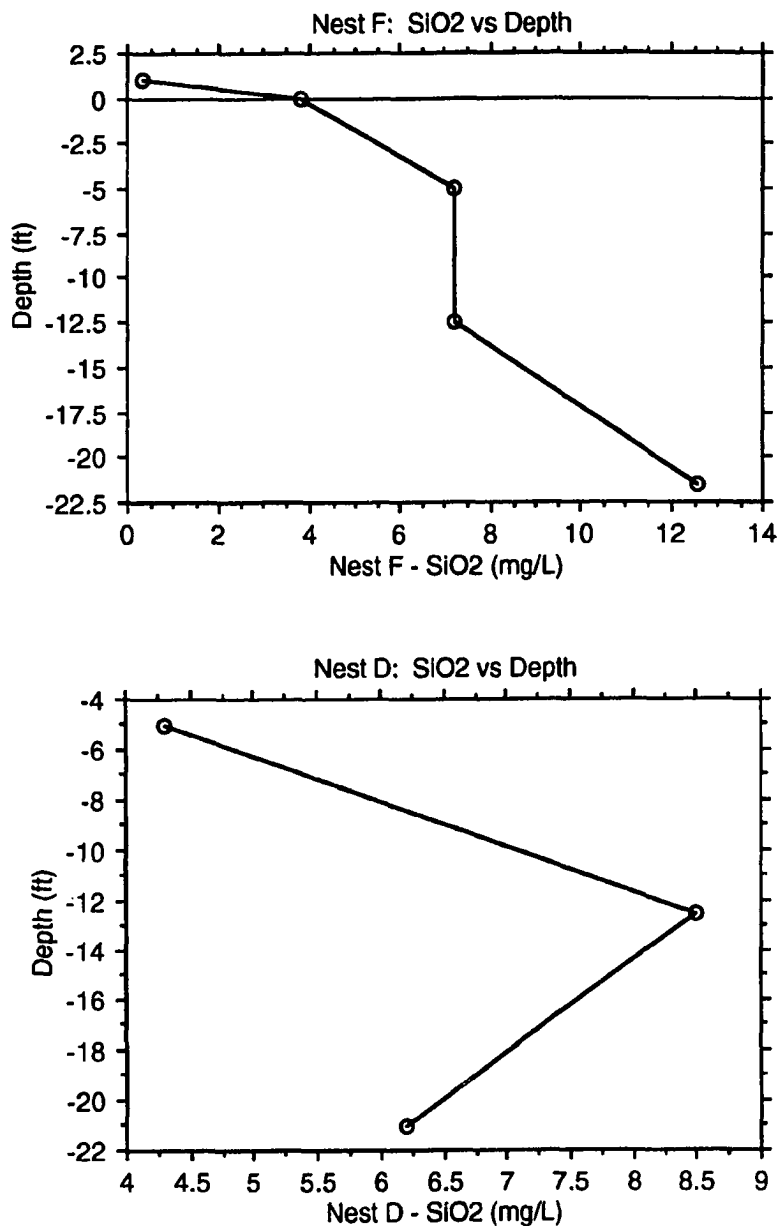 Nest F: SiO2 vs Depth
2.5
0
-2.5
-5
-7.5
-10
-12.5
-15
-17.5
-20
-22.5
Depth (ft)
0 2 4 6 8 10 12 14
Nest F - SiO2 (mg/L)
Nest D: SiO2 vs Depth
-4
-6
-8
-10
-12
-14
-16
-18
-20
-22
Depth (ft)
4 4.5 5 5.5 6 6.5 7 7.5 8 8.5 9
Nest D - SiO2 (mg/L)